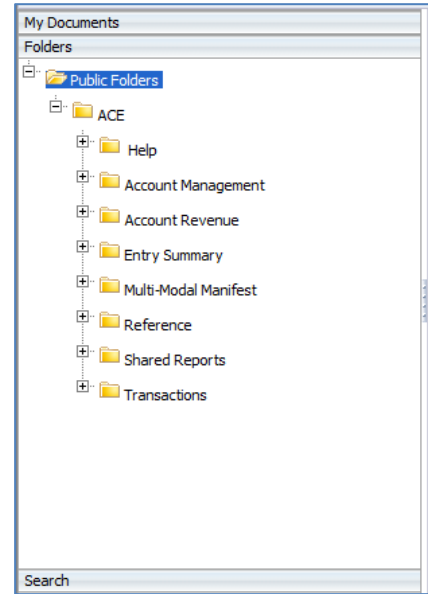 My Documents
Folders
Public Folders
ACE
Help
Account Management
Account Revenue
Entry Summary
Multi-Modal Manifest
Reference
Shared Reports
Transactions
Search